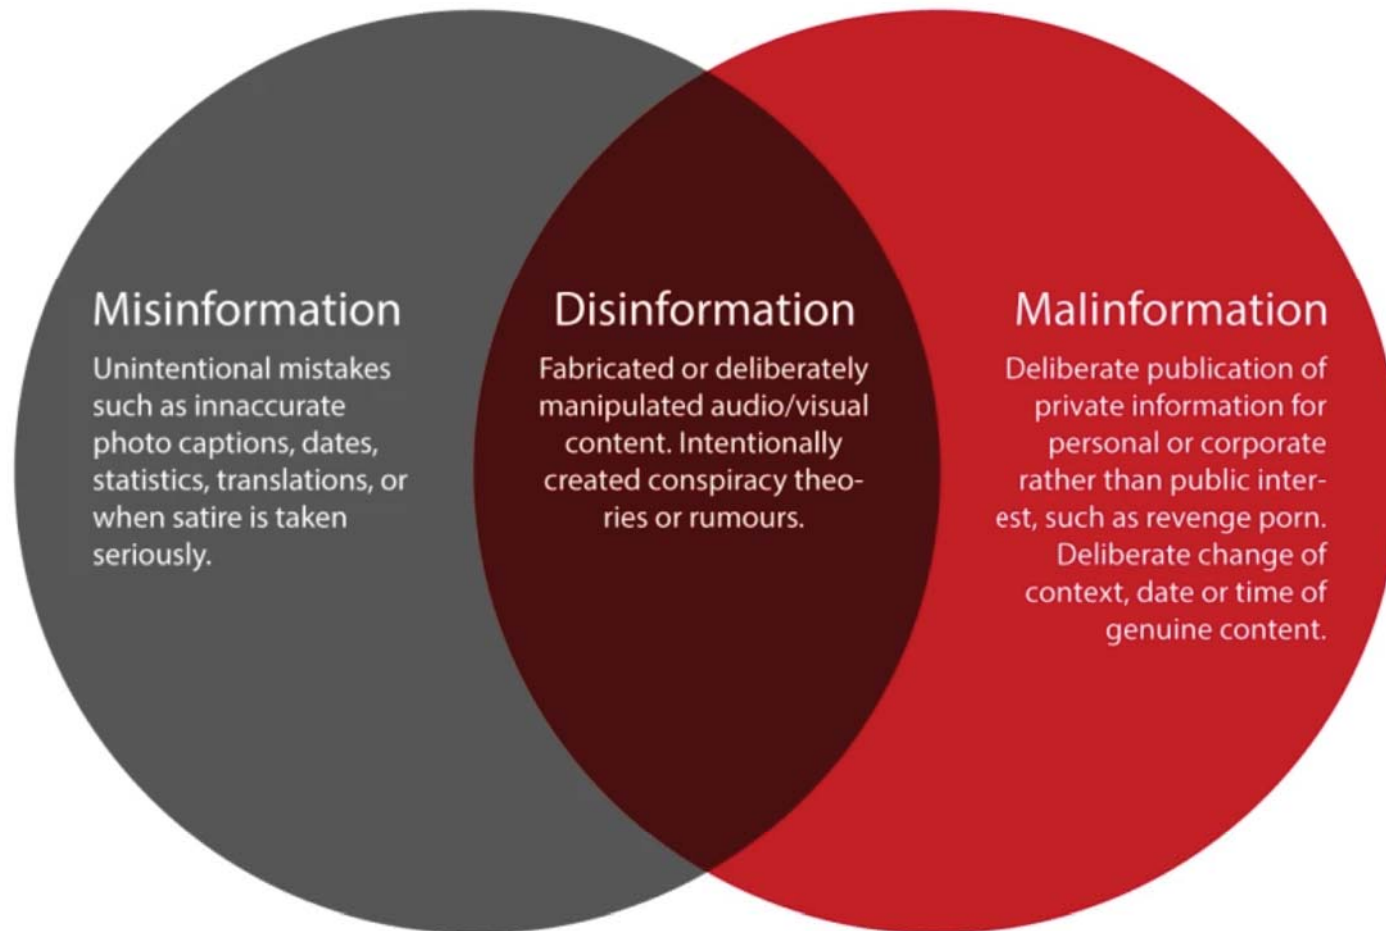 Misinformation
Unintentional mistakes
such as innaccurate
photo captions, dates,
statistics, translations, or
when satire is taken
seriously.
Disinformation
Fabricated or deliberately
manipulated audio/visual
content. Intentionally
created conspiracy theo-
ries or rumours.
Malinformation
Deliberate publication of
private information for
personal or corporate
rather than public inter-
est, such as revenge porn.
Deliberate change of
context, date or time of
genuine content.